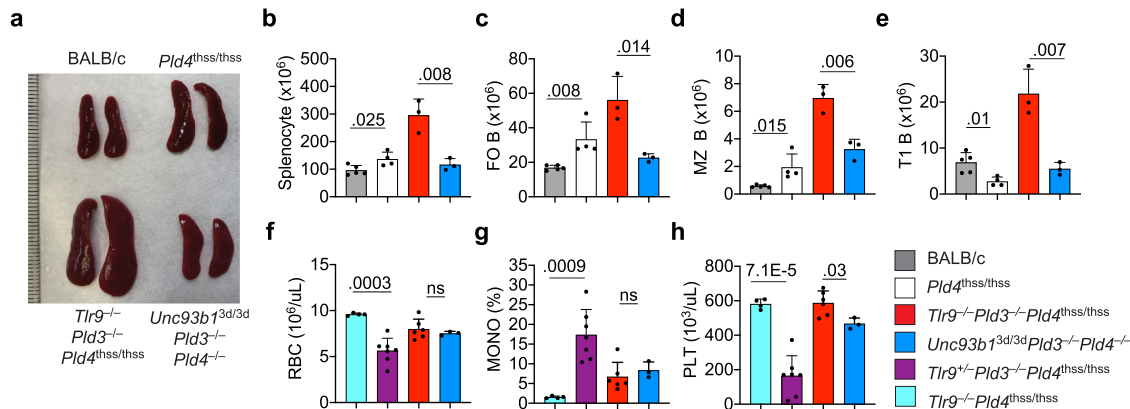 a
BALB/c
Pld4thss/thss
Tlr9–/–
Pld3–/–
Pld4thss/thss
Unc93b13d/3d
Pld3–/–
Pld4–/–
b
Splenocyte (x106)
500
400
300
200
100
0
.025
.008
c
FO B (x106)
80
60
40
20
0
.008
.014
d
MZ B (x106)
10
8
6
4
2
0
.015
.006
e
T1 B (x106)
30
20
10
0
.01
.007
f
RBC (106/uL)
15
10
5
0
.0003
ns
g
MONO (%)
35
30
25
20
15
10
5
0
.0009
ns
h
PLT (103/uL)
800
600
400
200
0
7.1E-5
.03
BALB/c
Pld4thss/thss
Tlr9–/–Pld3–/–Pld4thss/thss
Unc93b13d/3dPld3–/–Pld4–/–
Tlr9+/–Pld3–/–Pld4thss/thss
Tlr9–/–Pld4thss/thss